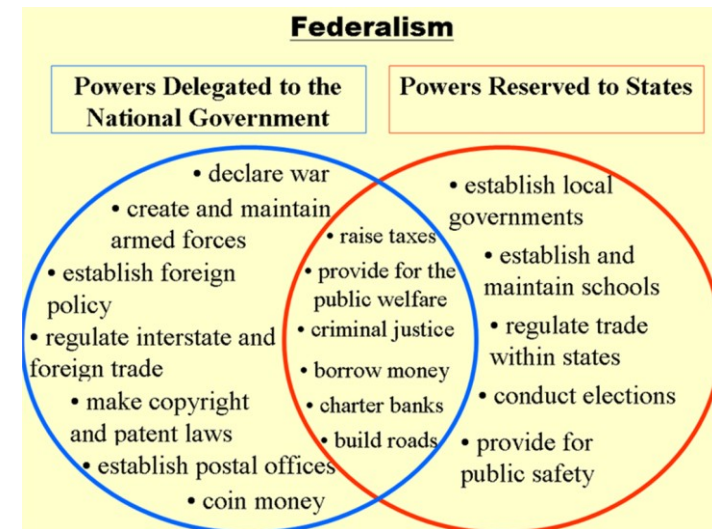 Federalism
Powers Delegated to the
National Government
Powers Reserved to States
• declare war
• create and maintain
armed forces
• establish foreign
policy
• regulate interstate and
foreign trade
• make copyright
and patent laws
• establish postal offices
• coin money
• raise taxes
• provide for the
public welfare
• criminal justice
• borrow money
• charter banks
• build roads
• establish local
governments
• establish and
maintain schools
• regulate trade
within states
• conduct elections
• provide for
public safety